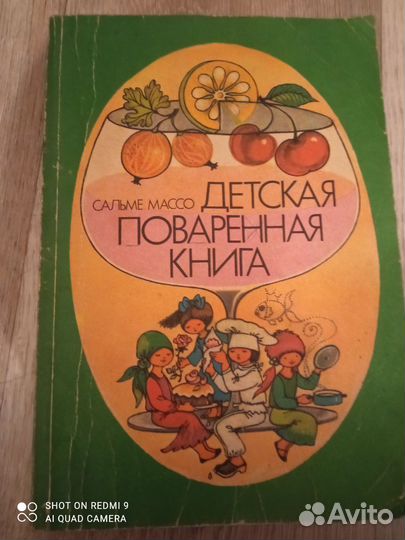 САЛЬМЕ МАССО ДЕТСКАЯ
ПОВАРЕННАЯ
КНИГА
SHOT ON REDMI 9
AI QUAD CAMERA
Avito